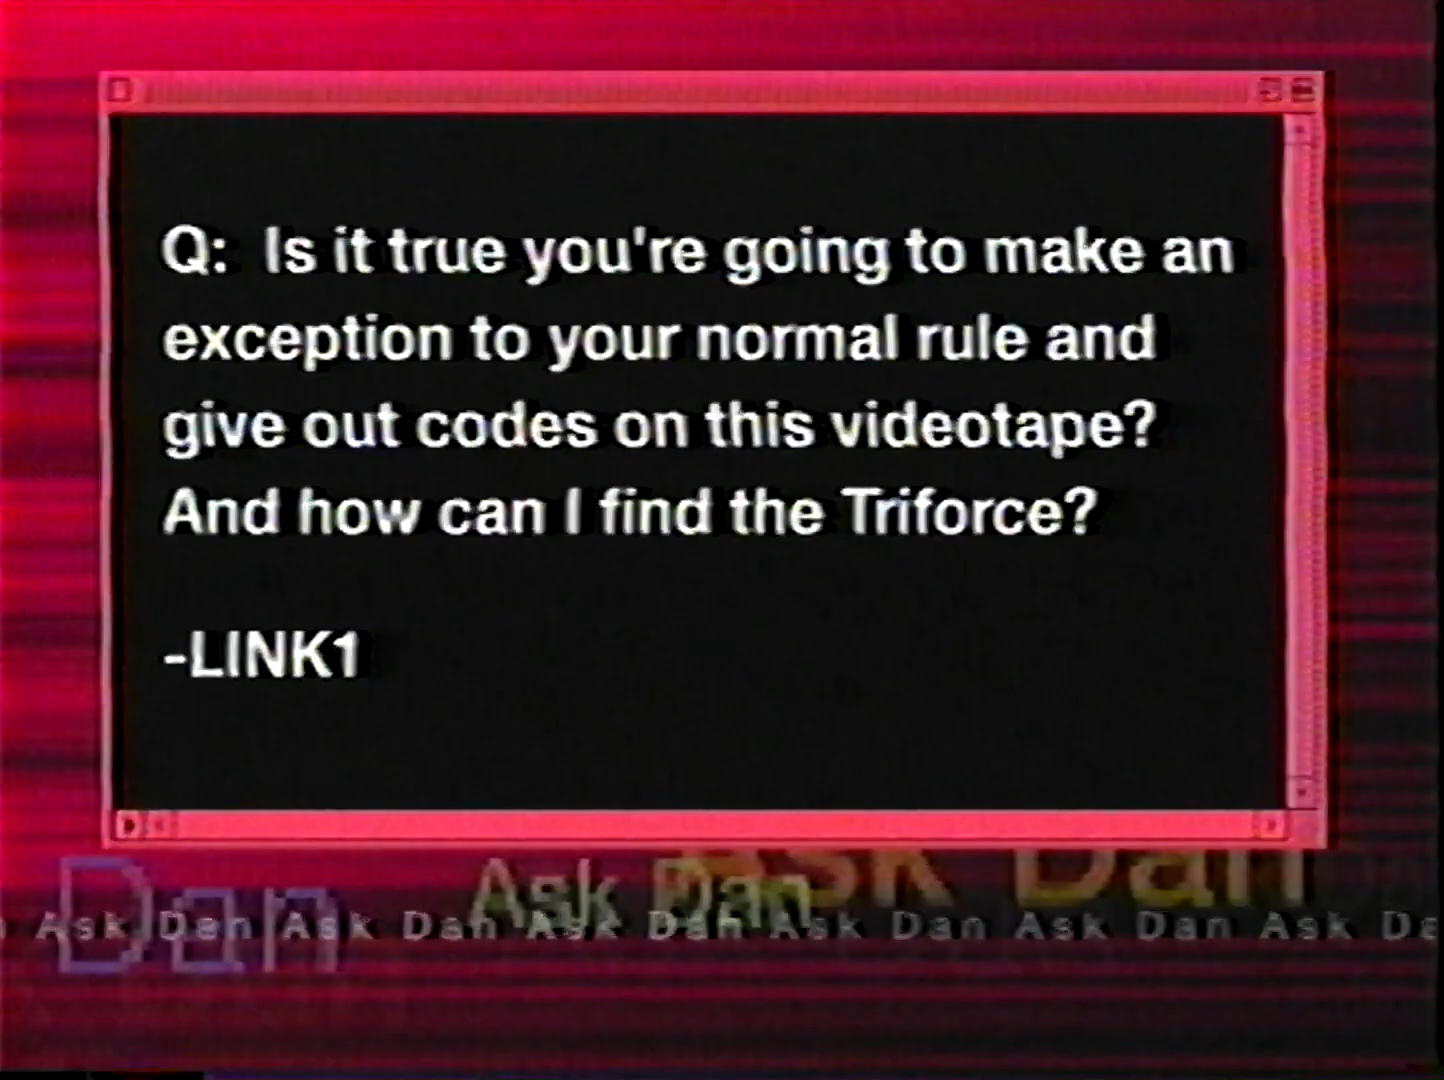 Q: Is it true you're going to make an
exception to your normal rule and
give out codes on this videotape?
And how can I find the Triforce?
-LINK1
Ask Dan
Dan
Ask Dan
Ask Dan Ask Dan Ask Dan Ask Dan Ask Dan Ask